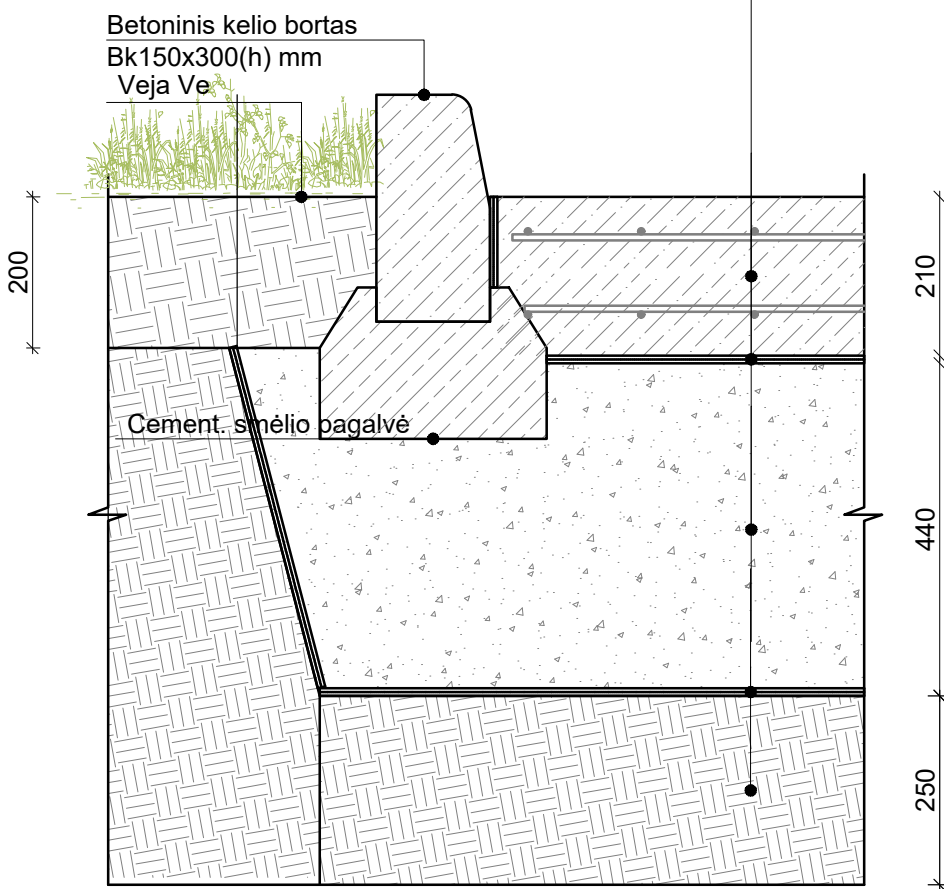 Betoninis kelio bortas
Bk150x300(h) mm
Veja Ve
200
210
Cement. smėlio pagalvė
440
250